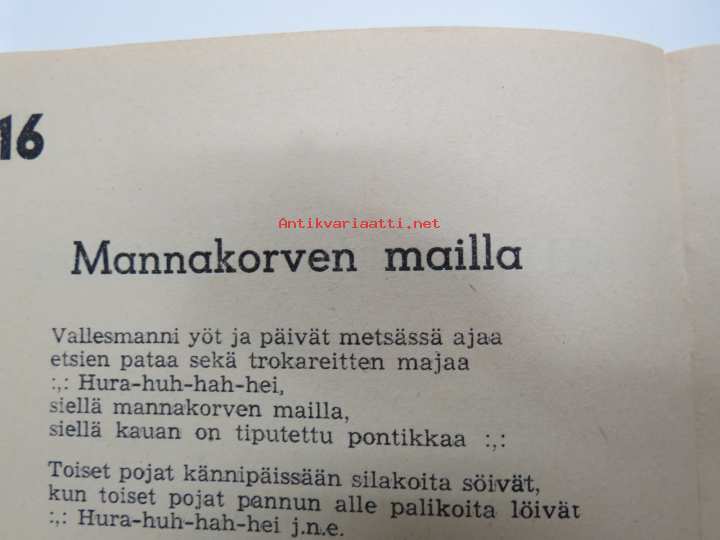 16
Antikvariaatti.net
Mannakorven mailla
Vallesmanni yöt ja päivät metsässä ajaa
etsien pataa sekä trokareitten majaa
:,: Hura-huh-hah-hei,
siellä mannakorven mailla,
siellä kauan on tiputettu pontikkaa :,:
Toiset pojat kännipäissään silakoita söivät,
kun toiset pojat pannun alle palikoita löivät
:,: Hura-huh-hah-hei j.n.e.